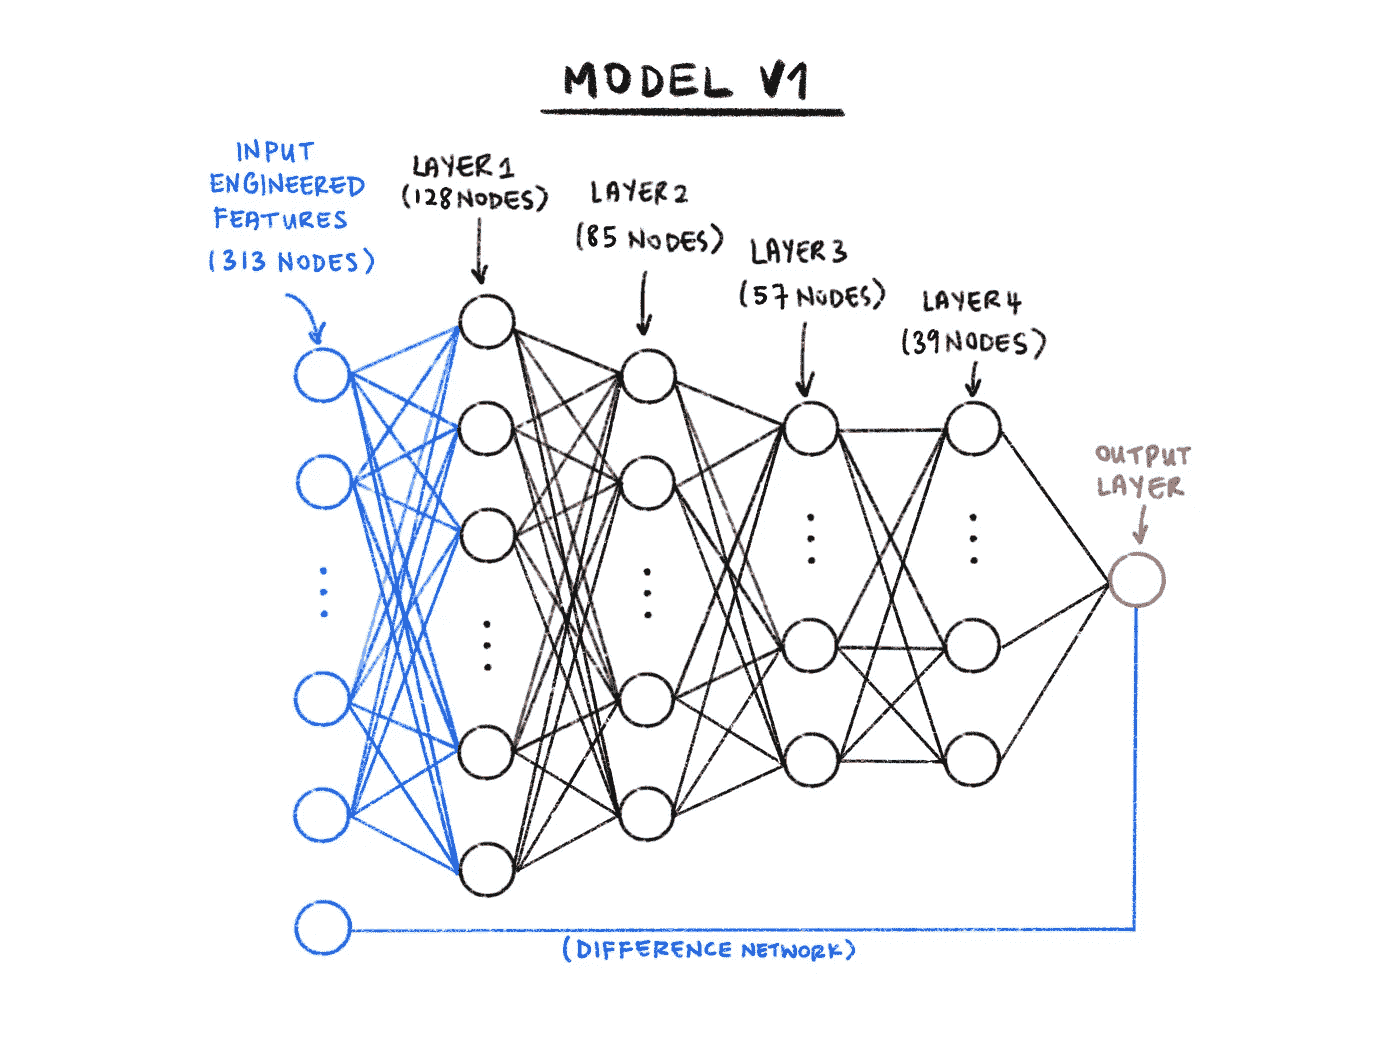 MODEL V1
INPUT
ENGINEERED
FEATURES
(313 NODES)
LAYER 1
(128 NODES)
LAYER 2
(85 NODES)
LAYER 3
(57 NODES)
LAYER 4
(39 NODES)
OUTPUT
LAYER
(DIFFERENCE NETWORK)